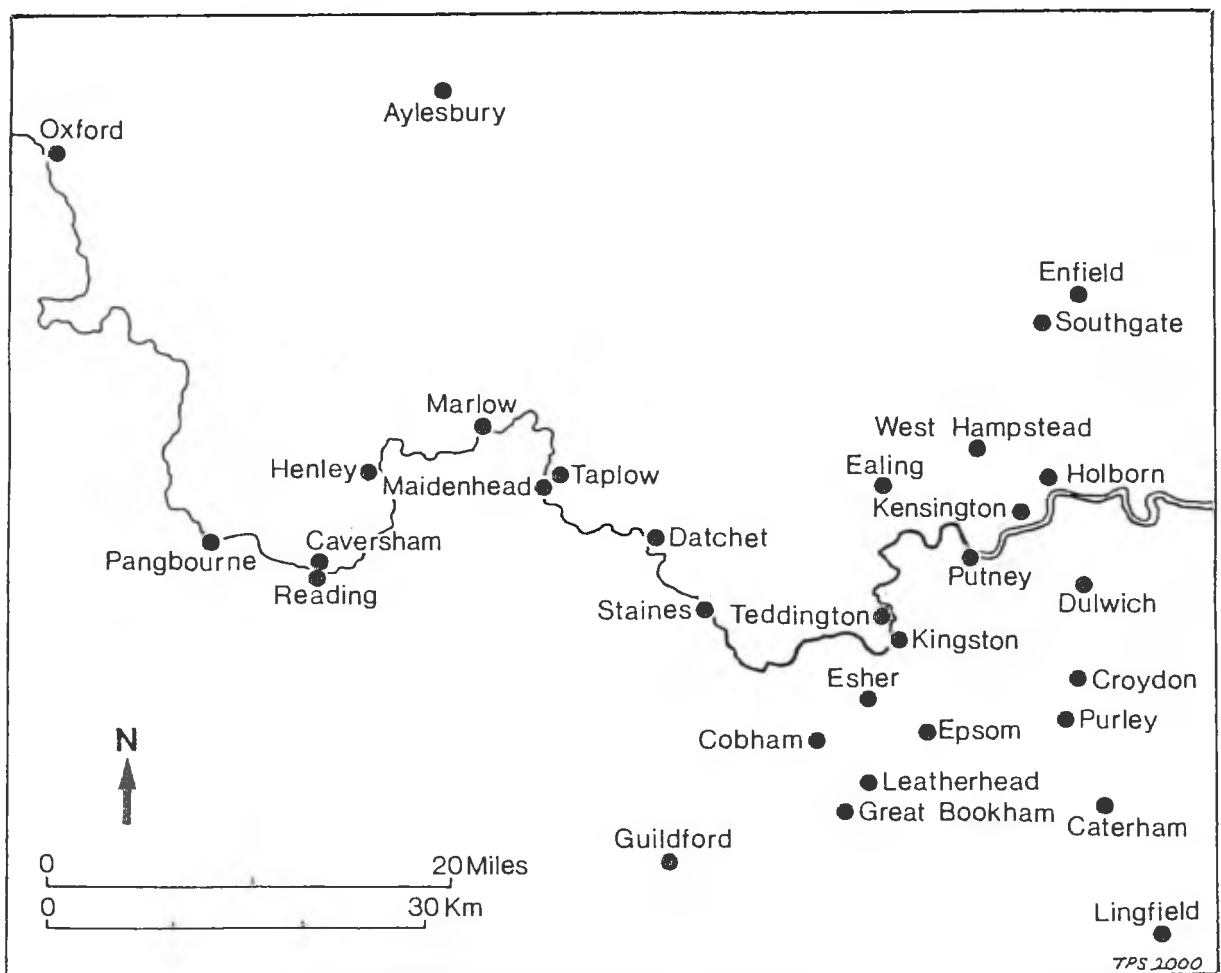 Aylesbury
Oxford
Enfield
Southgate
Marlow
West Hampstead
Henley
Taplow
Ealing
Holborn
Maidenhead
Kensington
Datchet
Caversham
Pangbourne
Putney
Reading
Dulwich
Staines
Teddington
Kingston
Esher
Croydon
Purley
Epsom
Cobham
N
Leatherhead
Great Bookham
Caterham
Guildford
0 20 Miles
0 30 Km
Lingfield
TPS 2000